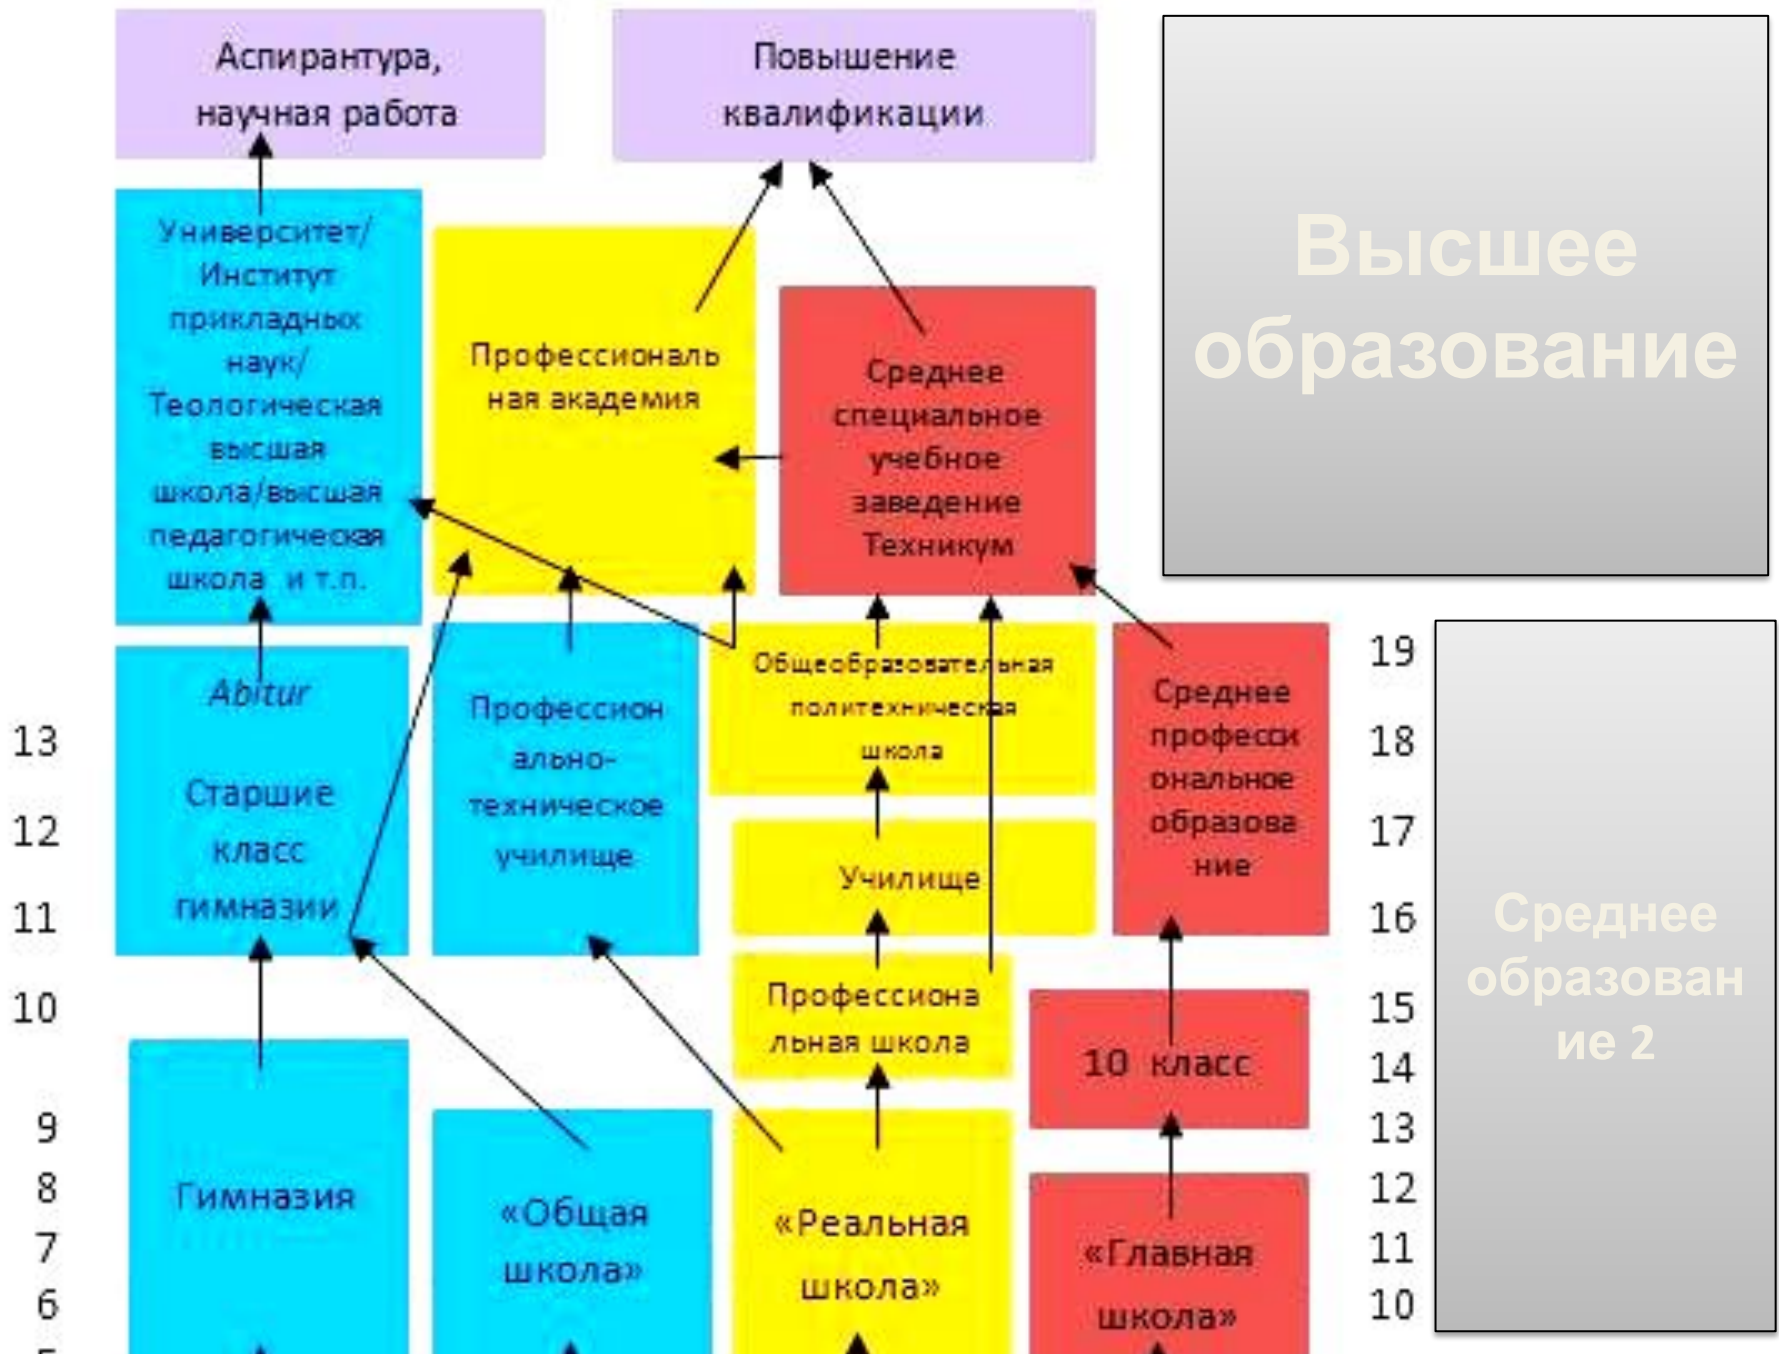 Аспирантура,
научная работа
Повышение
квалификации
Высшее
образование
Университет/
Институт
прикладных
наук/
Теологическая
высшая
школа/высшая
педагогическая
школа и т.п.
Профессиональ
ная академия
Среднее
специальное
учебное
заведение
Техникум
Abitur
Старшие
класс
гимназии
Профессион
ально-
техническое
училище
Общеобразовательная
политехническая
школа
Среднее
професси
ональное
образова
ние
Училище
Профессиона
льная школа
10 класс
Гимназия
«Общая
школа»
«Реальная
школа»
«Главная
школа»
13
12
11
10
9
8
7
6
19
18
17
16
15
14
13
12
11
10
Среднее
образован
ие 2